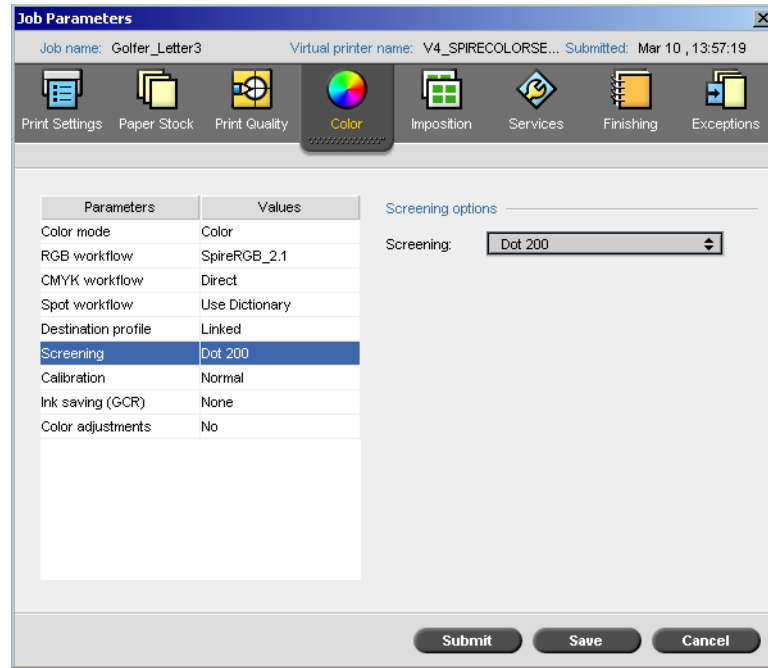 Job Parameters
Job name: Golfer_Letter3 Virtual printer name: V4_SPIRECOLORSE... Submitted: Mar 10 , 13:57:19
Print Settings Paper Stock Print Quality Color Imposition Services Finishing Exceptions
Parameters Values
Color mode Color
RGB workflow SpireRGB_2.1
CMYK workflow Direct
Spot workflow Use Dictionary
Destination profile Linked
Screening Dot 200
Calibration Normal
Ink saving (GCR) None
Color adjustments No
Screening options
Screening: Dot 200
Submit Save Cancel